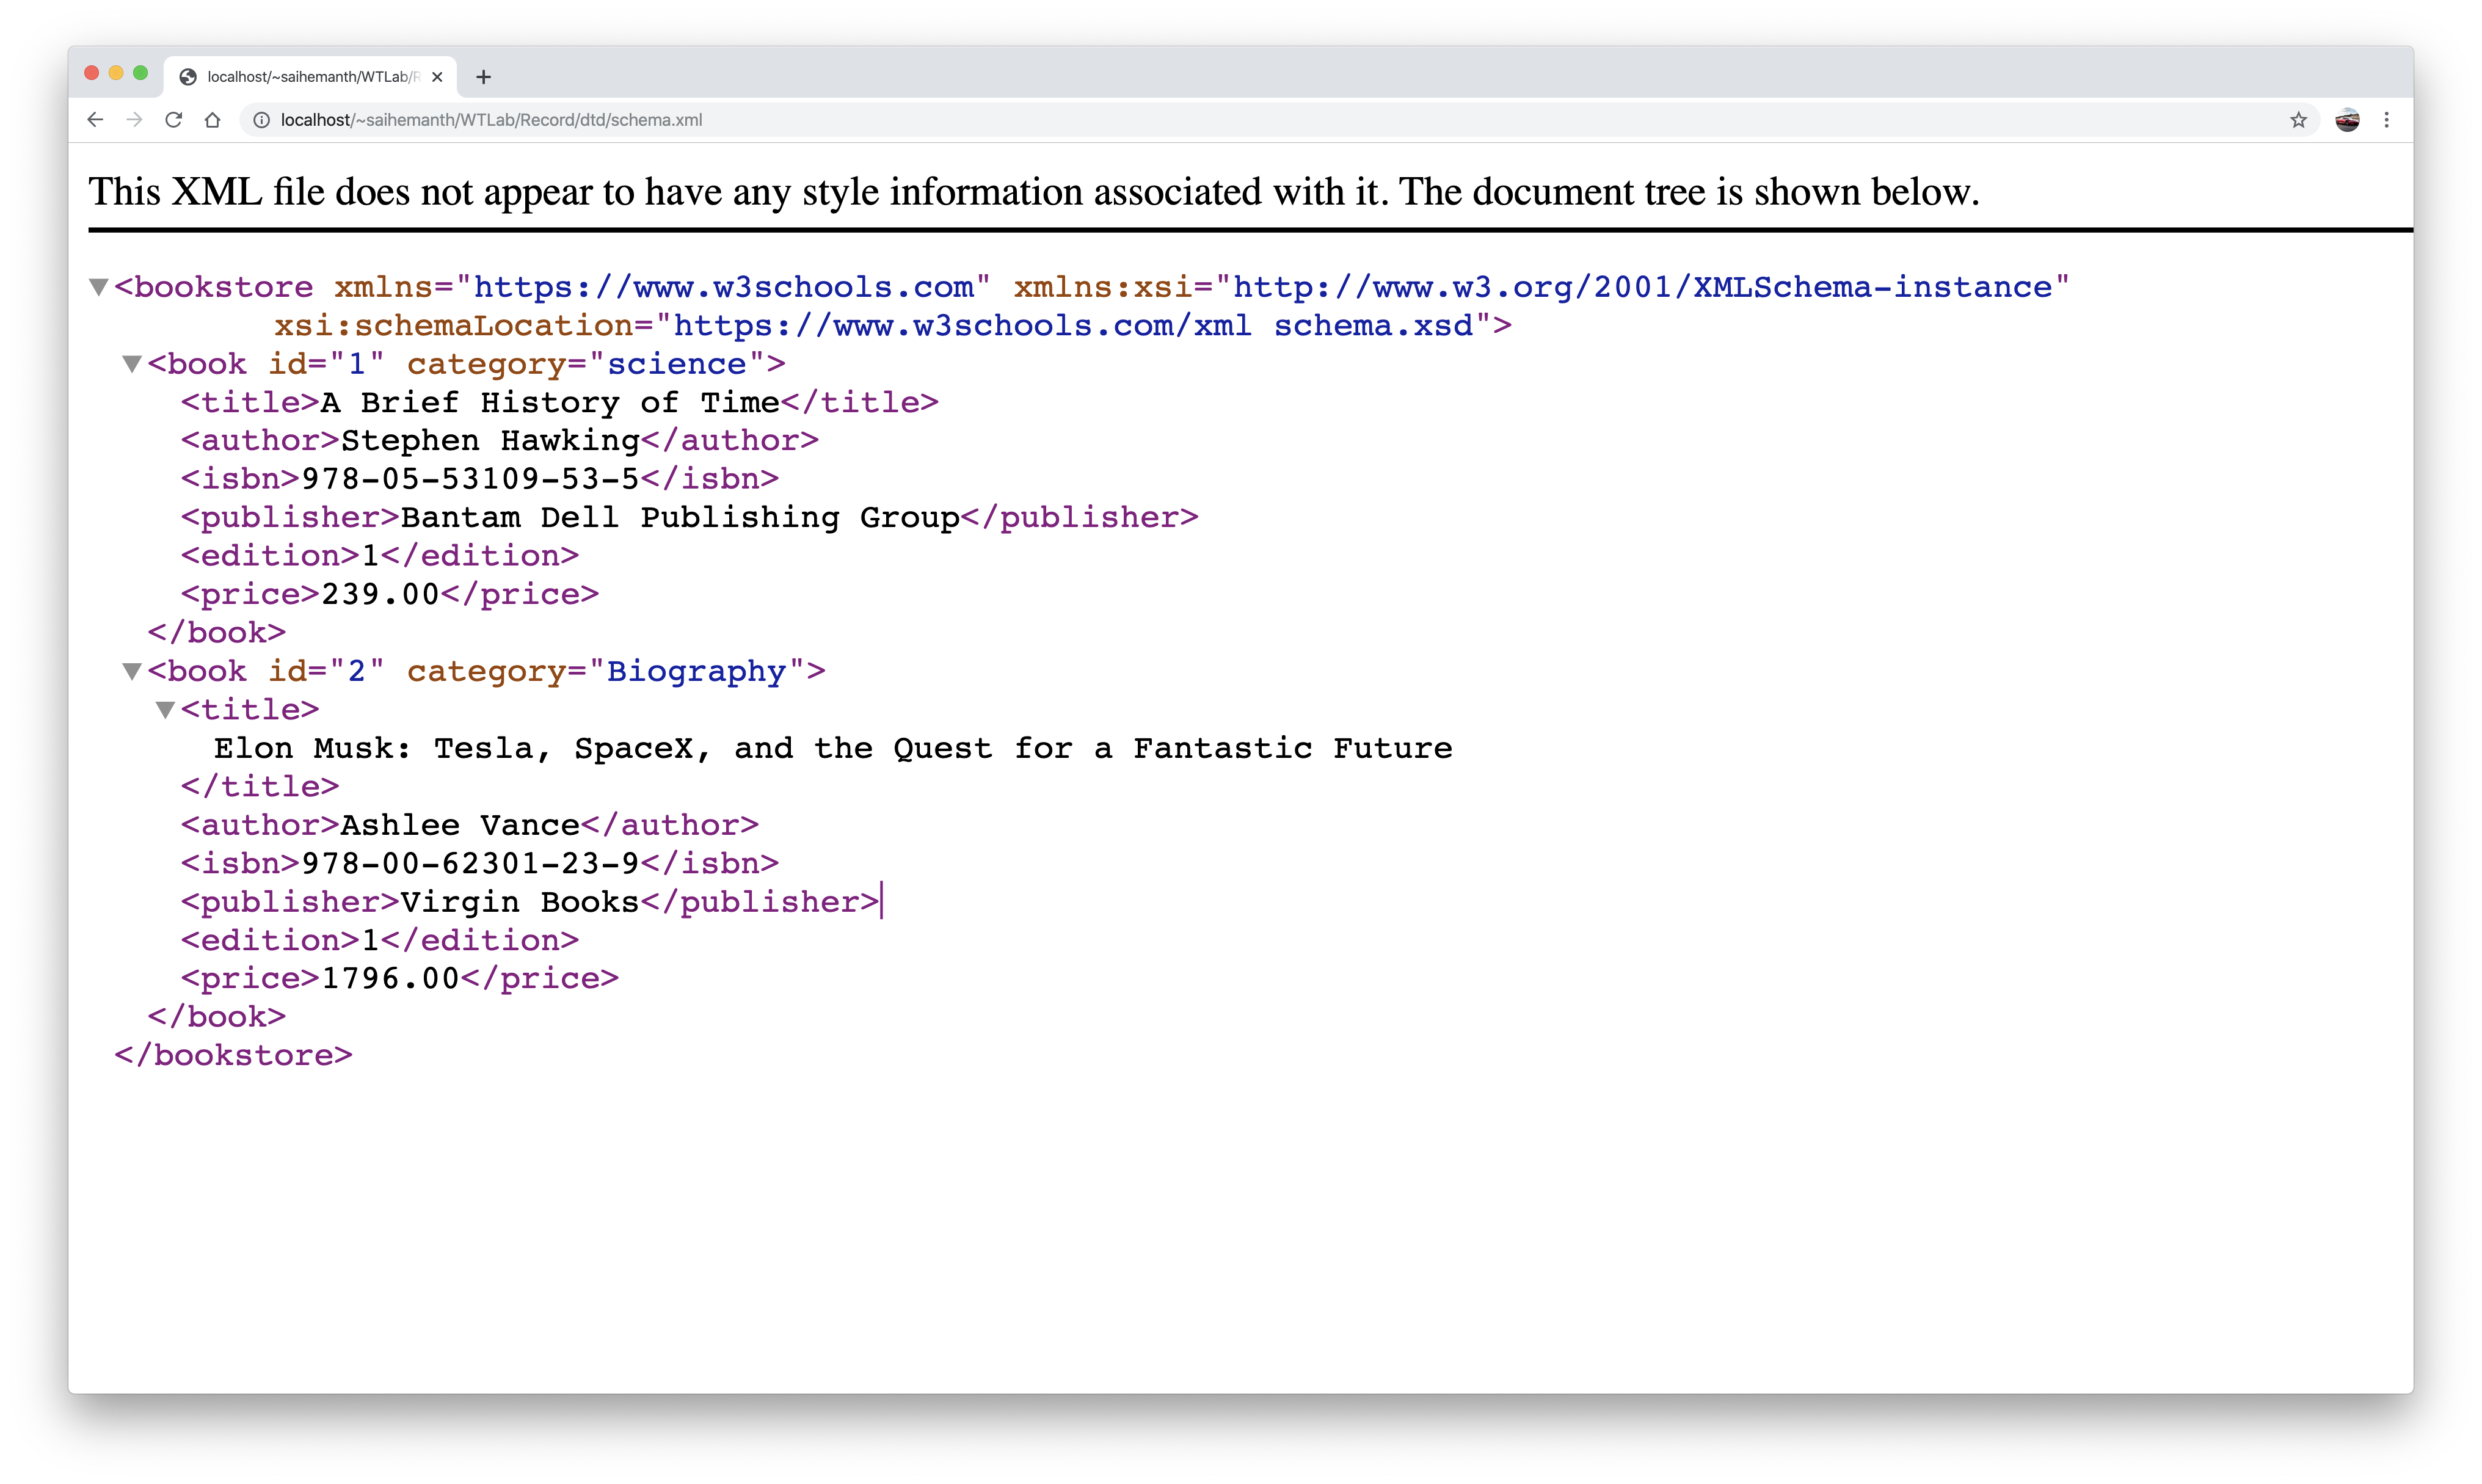 localhost/~saihemanth/WTLab/R
localhost/~saihemanth/WTLab/Record/dtd/schema.xml
This XML file does not appear to have any style information associated with it. The document tree is shown below.
<bookstore xmlns="https://www.w3schools.com" xmlns:xsi="http://www.w3.org/2001/XMLSchema-instance"
xsi:schemaLocation="https://www.w3schools.com/xml schema.xsd">
<book id="1" category="science">
<title>A Brief History of Time</title>
<author>Stephen Hawking</author>
<isbn>978-05-53109-53-5</isbn>
<publisher>Bantam Dell Publishing Group</publisher>
<edition>1</edition>
<price>239.00</price>
</book>
<book id="2" category="Biography">
<title>
Elon Musk: Tesla, SpaceX, and the Quest for a Fantastic Future
</title>
<author>Ashlee Vance</author>
<isbn>978-00-62301-23-9</isbn>
<publisher>Virgin Books</publisher>
<edition>1</edition>
<price>1796.00</price>
</book>
</bookstore>